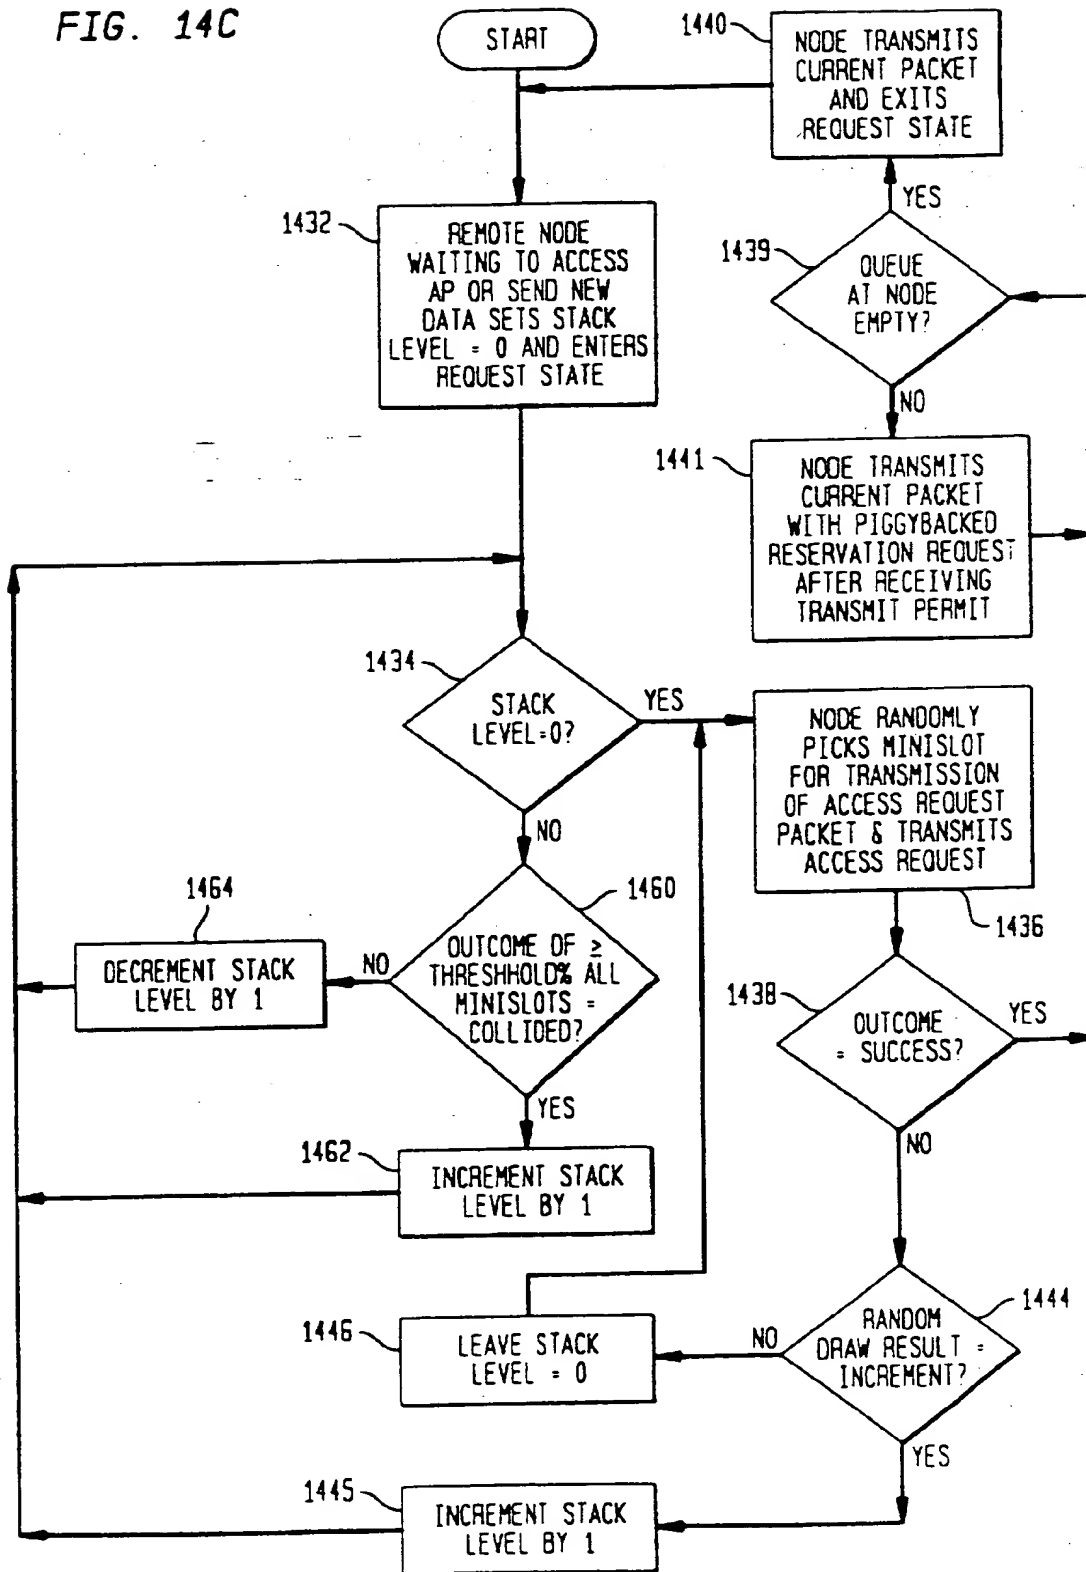 FIG. 14C
START
1440
NODE TRANSMITS
CURRENT PACKET
AND EXITS
REQUEST STATE
YES
1432
REMOTE NODE
WAITING TO ACCESS
AP OR SEND NEW
DATA SETS STACK
LEVEL = 0 AND ENTERS
REQUEST STATE
1439
QUEUE
AT NODE
EMPTY?
NO
1441
NODE TRANSMITS
CURRENT PACKET
WITH PIGGYBACKED
RESERVATION REQUEST
AFTER RECEIVING
TRANSMIT PERMIT
1434
STACK
LEVEL=0?
YES
NO
NODE RANDOMLY
PICKS MINISLOT
FOR TRANSMISSION
OF ACCESS REQUEST
PACKET & TRANSMITS
ACCESS REQUEST
1436
1464
DECREMENT STACK
LEVEL BY 1
NO
1460
OUTCOME OF ≥
THRESHHOLD% ALL
MINISLOTS =
COLLIDED?
YES
1438
OUTCOME
= SUCCESS?
YES
NO
1462
INCREMENT STACK
LEVEL BY 1
1446
LEAVE STACK
LEVEL = 0
NO
1444
RANDOM
DRAW RESULT =
INCREMENT?
YES
1445
INCREMENT STACK
LEVEL BY 1